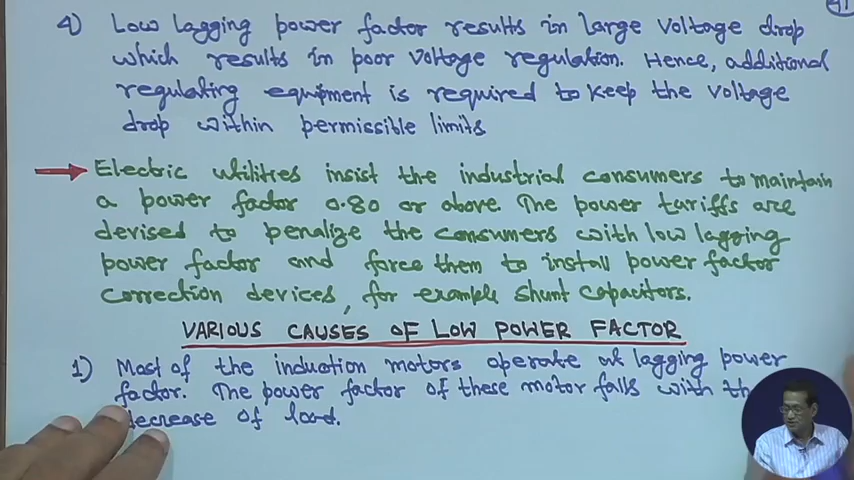 41
4) Low lagging power factor results in large voltage drop
which results in poor voltage regulation. Hence, additional
regulating equipment is required to keep the voltage
drop within permissible limits
Electric utilities insist the industrial consumers to maintain
a power factor 0.80 or above. The power tariffs are
devised to penalize the consumers with low lagging
power factor and force them to install power factor
correction devices, for example shunt capacitors.
VARIOUS CAUSES OF LOW POWER FACTOR
1) Most of the induction motors operate at lagging power
factor. The power factor of these motor falls with
decrease of load.